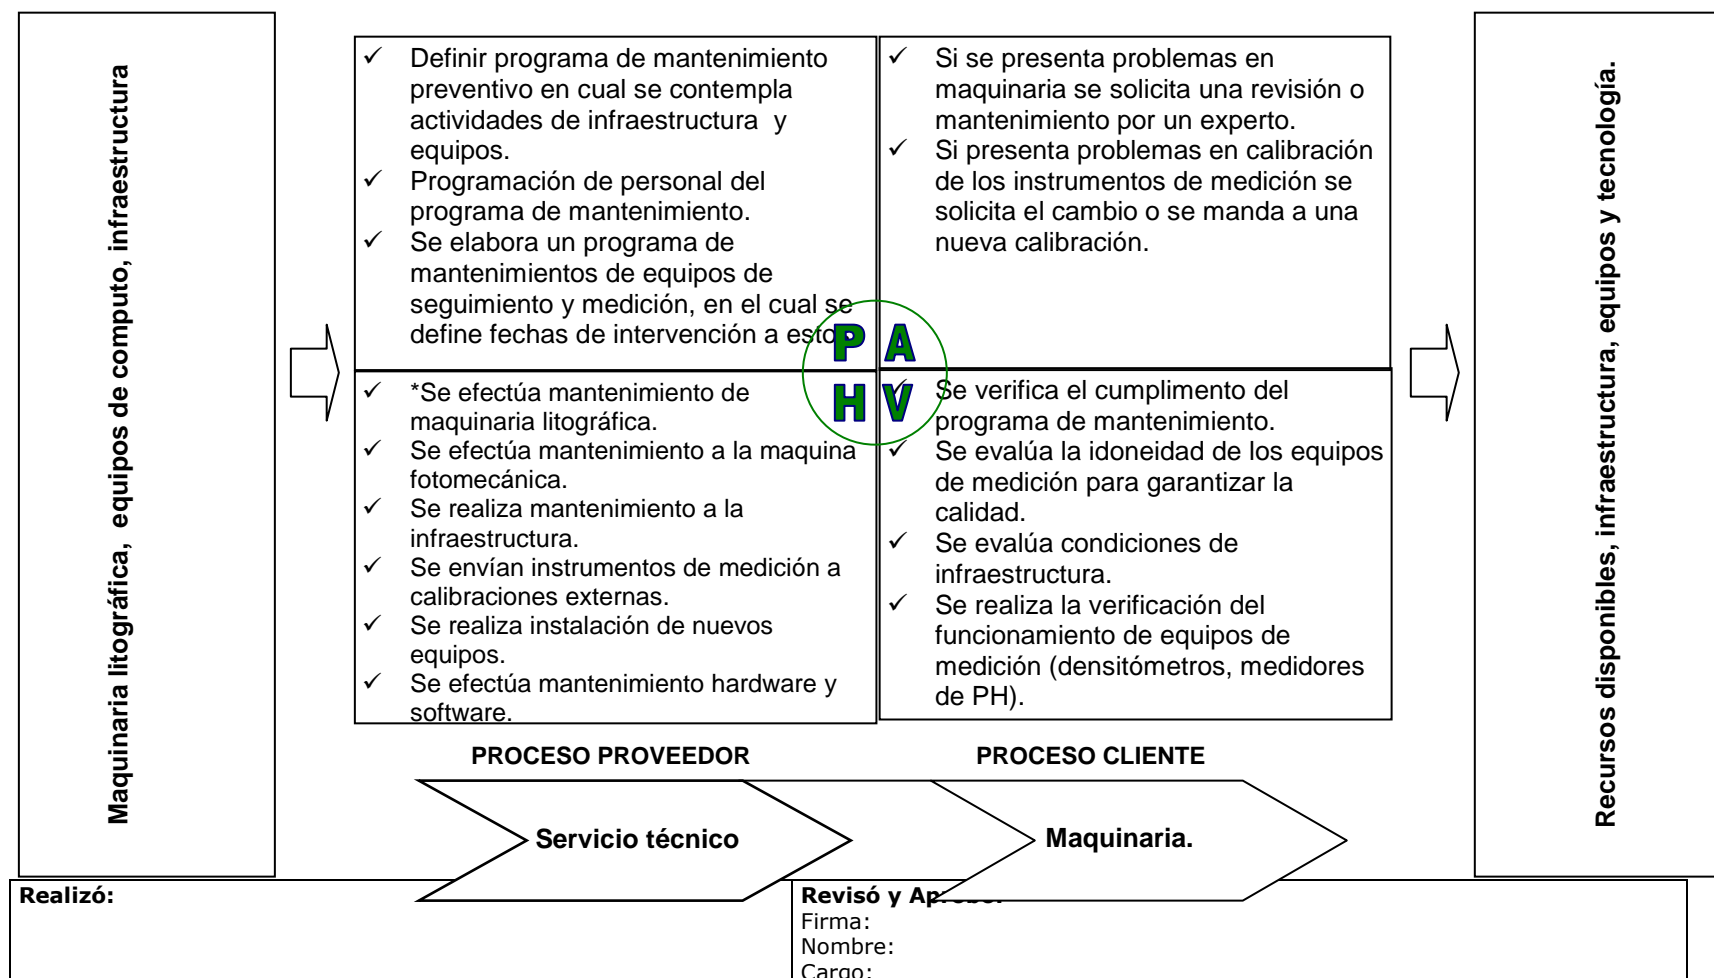 Maquinaria litográfica,  equipos de computo, infraestructura
✓ Definir programa de mantenimiento
preventivo en cual se contempla
actividades de infraestructura  y
equipos.
✓ Programación de personal del
programa de mantenimiento.
✓ Se elabora un programa de
mantenimientos de equipos de
seguimiento y medición, en el cual se
define fechas de intervención a esto
✓ Si se presenta problemas en
maquinaria se solicita una revisión o
mantenimiento por un experto.
✓ Si presenta problemas en calibración
de los instrumentos de medición se
solicita el cambio o se manda a una
nueva calibración.
P A
H V
✓ *Se efectúa mantenimiento de
maquinaria litográfica.
✓ Se efectúa mantenimiento a la maquina
fotomecánica.
✓ Se realiza mantenimiento a la
infraestructura.
✓ Se envían instrumentos de medición a
calibraciones externas.
✓ Se realiza instalación de nuevos
equipos.
✓ Se efectúa mantenimiento hardware y
software.
✓ Se verifica el cumplimento del
programa de mantenimiento.
✓ Se evalúa la idoneidad de los equipos
de medición para garantizar la
calidad.
✓ Se evalúa condiciones de
infraestructura.
✓ Se realiza la verificación del
funcionamiento de equipos de
medición (densitómetros, medidores
de PH).
Recursos disponibles, infraestructura, equipos y tecnología.
PROCESO PROVEEDOR
PROCESO CLIENTE
Servicio técnico
Maquinaria.
Realizó:
Revisó y Aprobó:
Firma:
Nombre:
Cargo: